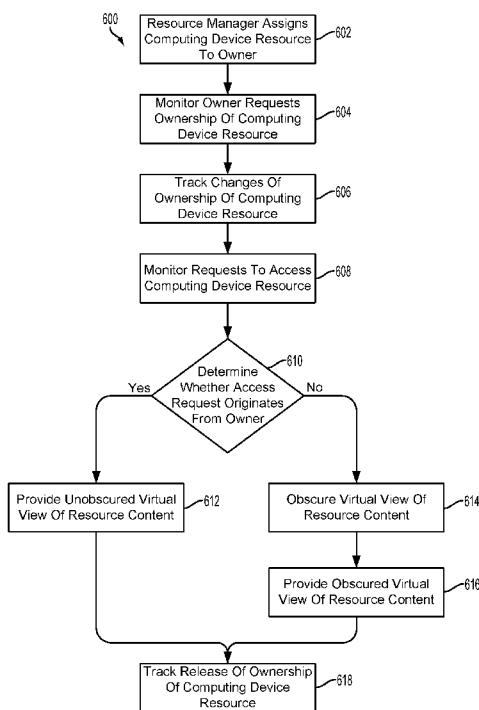 600
Resource Manager Assigns
Computing Device Resource
To Owner
602
Monitor Owner Requests
Ownership Of Computing
Device Resource
604
Track Changes Of
Ownership Of Computing
Device Resource
606
Monitor Requests To Access
Computing Device Resource
608
610
Determine
Whether Access
Request Originates
From Owner
Yes
No
Provide Unobscured Virtual
View Of Resource Content
612
Obscure Virtual View Of
Resource Content
614
Provide Obscured Virtual
View Of Resource Content
616
Track Release Of Ownership
Of Computing Device
Resource
618